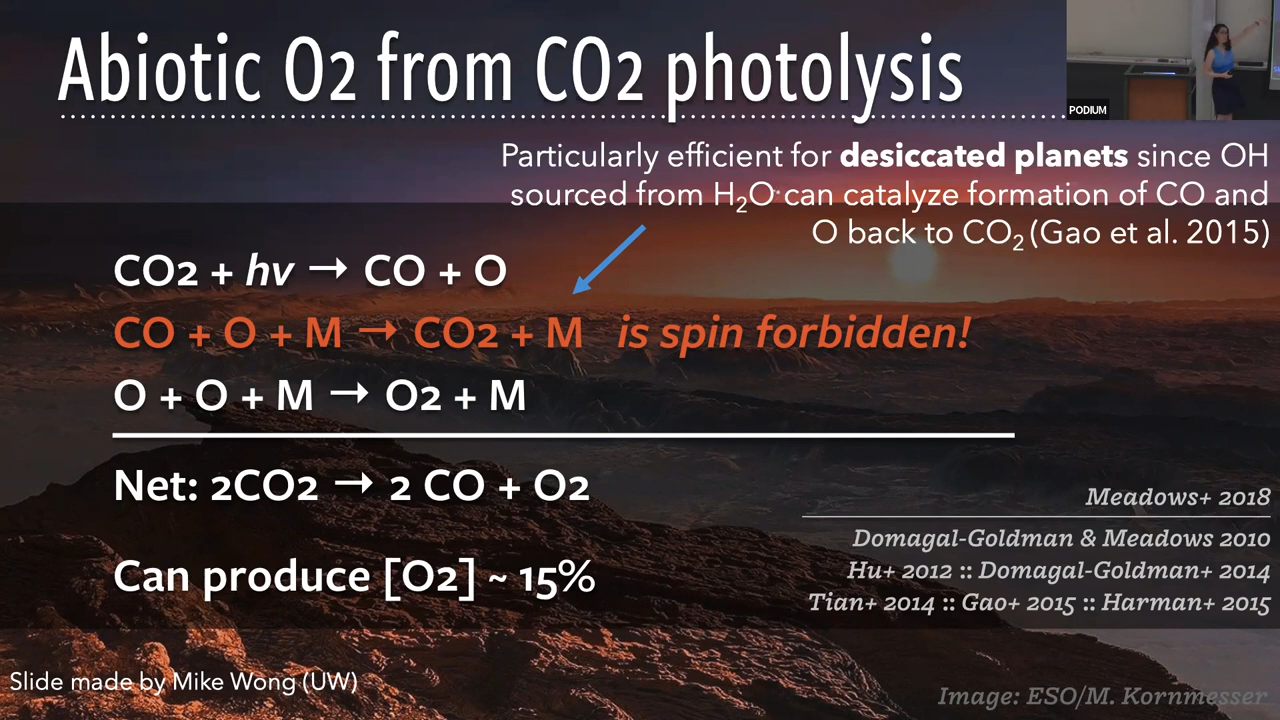 Abiotic O2 from CO2 photolysis
PODIUM
Particularly efficient for desiccated planets since OH
sourced from H₂O can catalyze formation of CO and
O back to CO₂ (Gao et al. 2015)
CO2 + hv → CO + O
CO + O + M → CO2 + M is spin forbidden!
O + O + M → O2 + M
Net: 2CO2 → 2 CO + O2
Can produce [O2] ~ 15%
Meadows+ 2018
Domagal-Goldman & Meadows 2010
Hu+ 2012 :: Domagal-Goldman+ 2014
Tian+ 2014 :: Gao+ 2015 :: Harman+ 2015
Slide made by Mike Wong (UW)
Image: ESO/M. Kornmesser